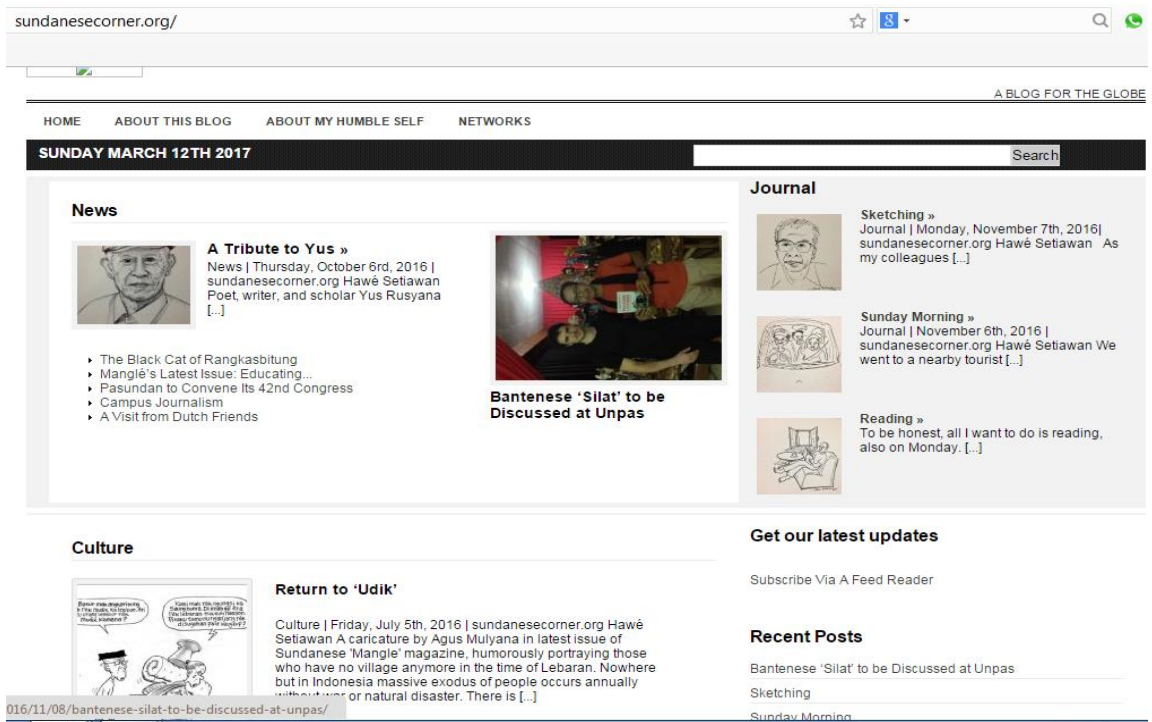 sundanesecorner.org/
A BLOG FOR THE GLOBE
HOME ABOUT THIS BLOG ABOUT MY HUMBLE SELF NETWORKS
SUNDAY MARCH 12TH 2017
Search
News
A Tribute to Yus »
News | Thursday, October 6rd, 2016 |
sundanesecorner.org Hawé Setiawan
Poet, writer, and scholar Yus Rusyana
[...]
The Black Cat of Rangkasbitung
Manglé's Latest Issue: Educating...
Pasundan to Convene Its 42nd Congress
Campus Journalism
A Visit from Dutch Friends
Bantenese ‘Silat’ to be
Discussed at Unpas
Journal
Sketching »
Journal | Monday, November 7th, 2016|
sundanesecorner.org Hawé Setiawan As
my colleagues [...]
Sunday Morning »
Journal | November 6th, 2016 |
sundanesecorner.org Hawé Setiawan We
went to a nearby tourist [...]
Reading »
To be honest, all I want to do is reading,
also on Monday. [...]
Culture
Return to ‘Udik’
Culture | Friday, July 5th, 2016 | sundanesecorner.org Hawé
Setiawan A caricature by Agus Mulyana in latest issue of
Sundanese 'Mangle' magazine, humorously portraying those
who have no village anymore in the time of Lebaran. Nowhere
but in Indonesia massive exodus of people occurs annually
without war or natural disaster. There is [...]
016/11/08/bantenese-silat-to-be-discussed-at-unpas/
Get our latest updates
Subscribe Via A Feed Reader
Recent Posts
Bantenese ‘Silat’ to be Discussed at Unpas
Sketching
Sunday Morning